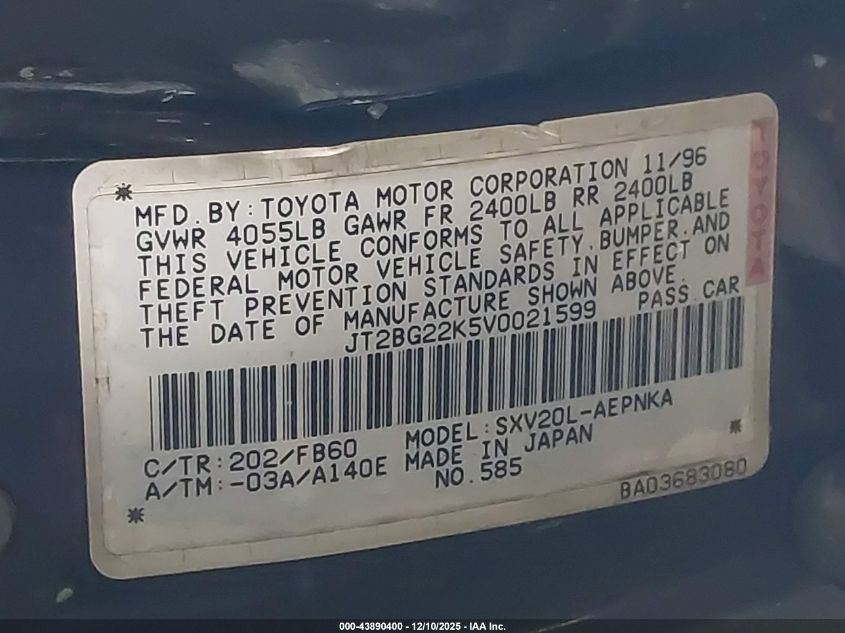 MFD. BY: TOYOTA MOTOR CORPORATION 11/96
GVWR 4055LB GAWR FR 2400LB RR 2400LB
THIS VEHICLE CONFORMS TO ALL APPLICABLE
FEDERAL MOTOR VEHICLE SAFETY, BUMPER, AND
THEFT PREVENTION STANDARDS IN EFFECT ON
THE DATE OF MANUFACTURE SHOWN ABOVE.
JT2BG22K5V0021599 PASS. CAR
C/TR: 202/FB60 MODEL: SXV20L-AEPNKA
A/TM: -03A/A140E MADE IN JAPAN
NO. 585
BA03683080
TOYOTA
000-43890400 - 12/10/2025 - IAA Inc.